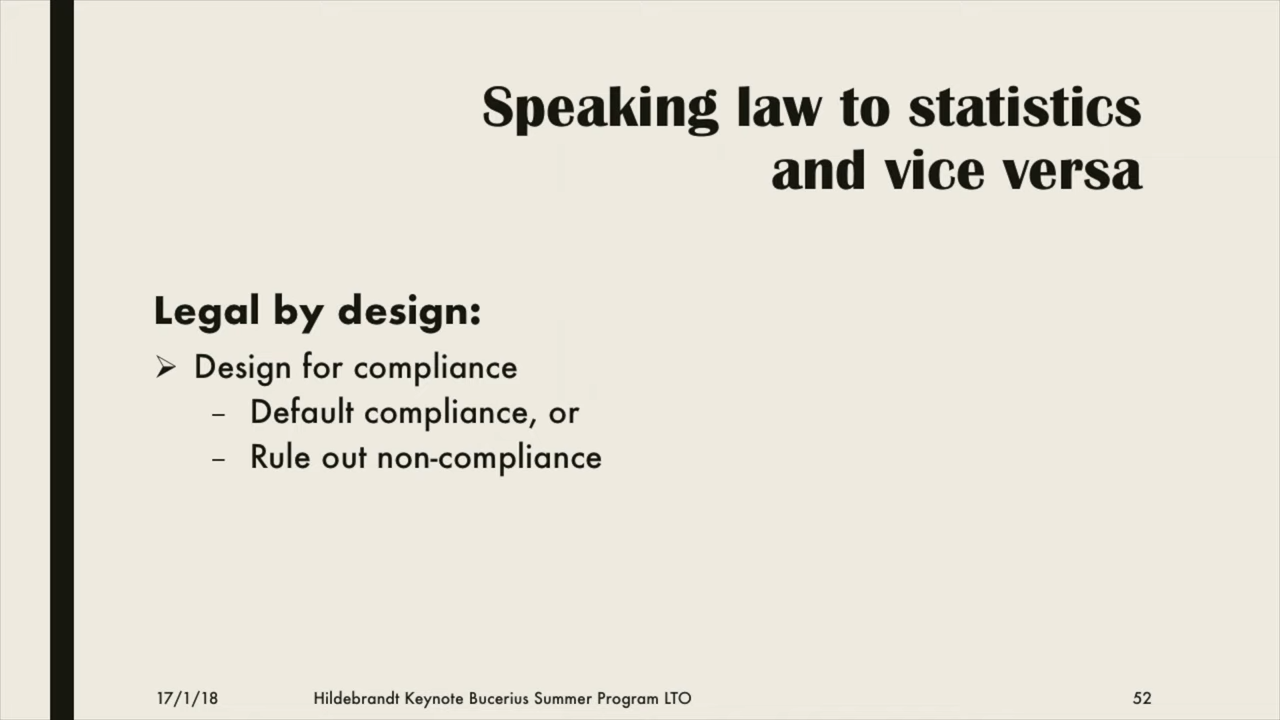 Speaking law to statistics
and vice versa
Legal by design:
➢ Design for compliance
– Default compliance, or
– Rule out non-compliance
17/1/18 Hildebrandt Keynote Bucerius Summer Program LTO 52